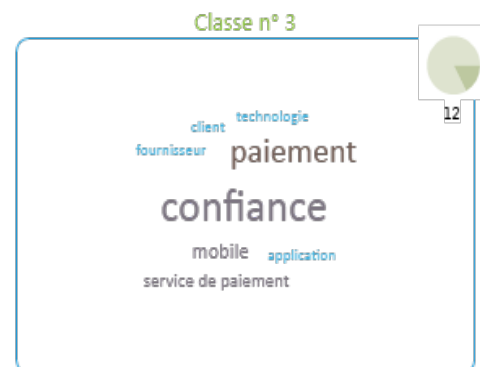 Classe n° 3
12
technologie
client
fournisseur
paiement
confiance
mobile
application
service de paiement